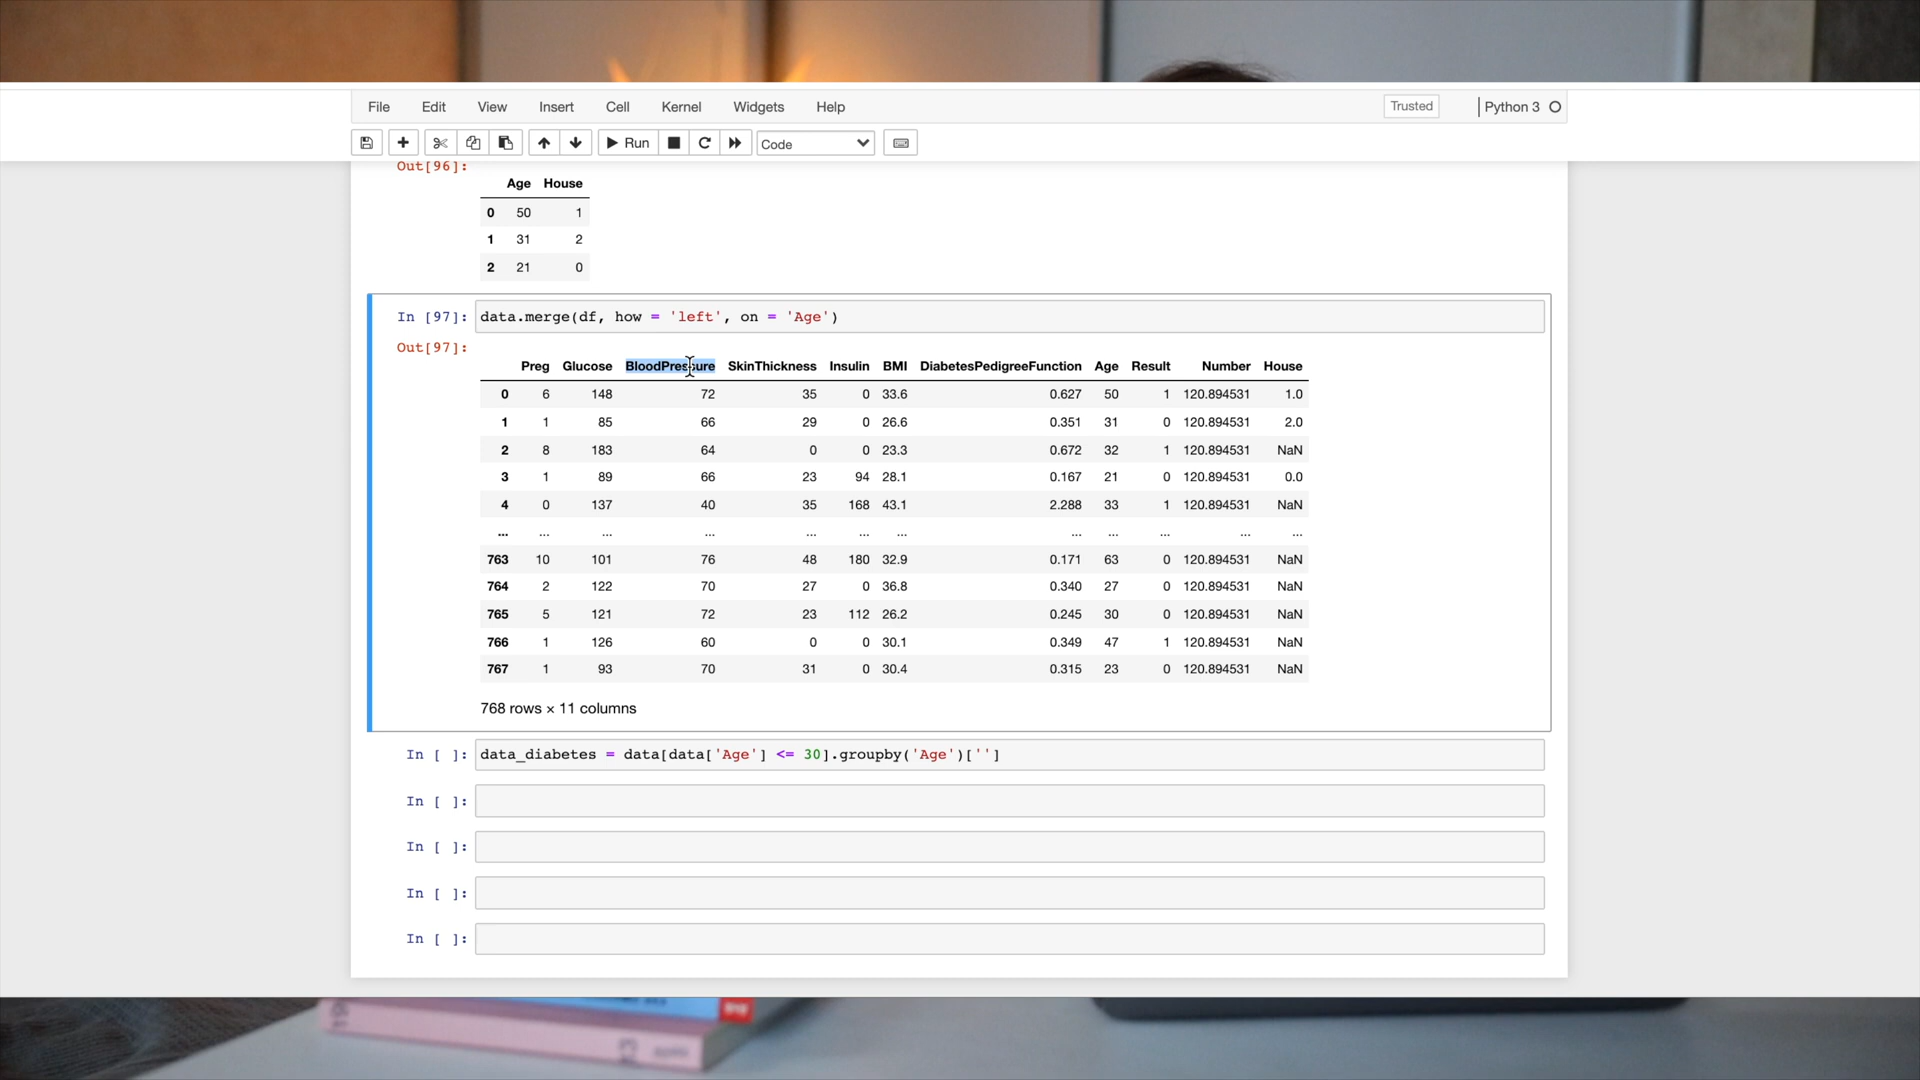 File Edit View Insert Cell Kernel Widgets Help Trusted Python 3
Run Code
Out[96]:
Age House
0 50 1
1 31 2
2 21 0
In [97]: data.merge(df, how = 'left', on = 'Age')
Out[97]:
Preg Glucose BloodPressure SkinThickness Insulin BMI DiabetesPedigreeFunction Age Result Number House
0 6 148 72 35 0 33.6 0.627 50 1 120.894531 1.0
1 1 85 66 29 0 26.6 0.351 31 0 120.894531 2.0
2 8 183 64 0 0 23.3 0.672 32 1 120.894531 NaN
3 1 89 66 23 94 28.1 0.167 21 0 120.894531 0.0
4 0 137 40 35 168 43.1 2.288 33 1 120.894531 NaN
... ... ... ... ... ... ... ... ... ... ... ...
763 10 101 76 48 180 32.9 0.171 63 0 120.894531 NaN
764 2 122 70 27 0 36.8 0.340 27 0 120.894531 NaN
765 5 121 72 23 112 26.2 0.245 30 0 120.894531 NaN
766 1 126 60 0 0 30.1 0.349 47 1 120.894531 NaN
767 1 93 70 31 0 30.4 0.315 23 0 120.894531 NaN
768 rows × 11 columns
In [ ]: data_diabetes = data[data['Age'] <= 30].groupby('Age')['']
In [ ]:
In [ ]:
In [ ]:
In [ ]: